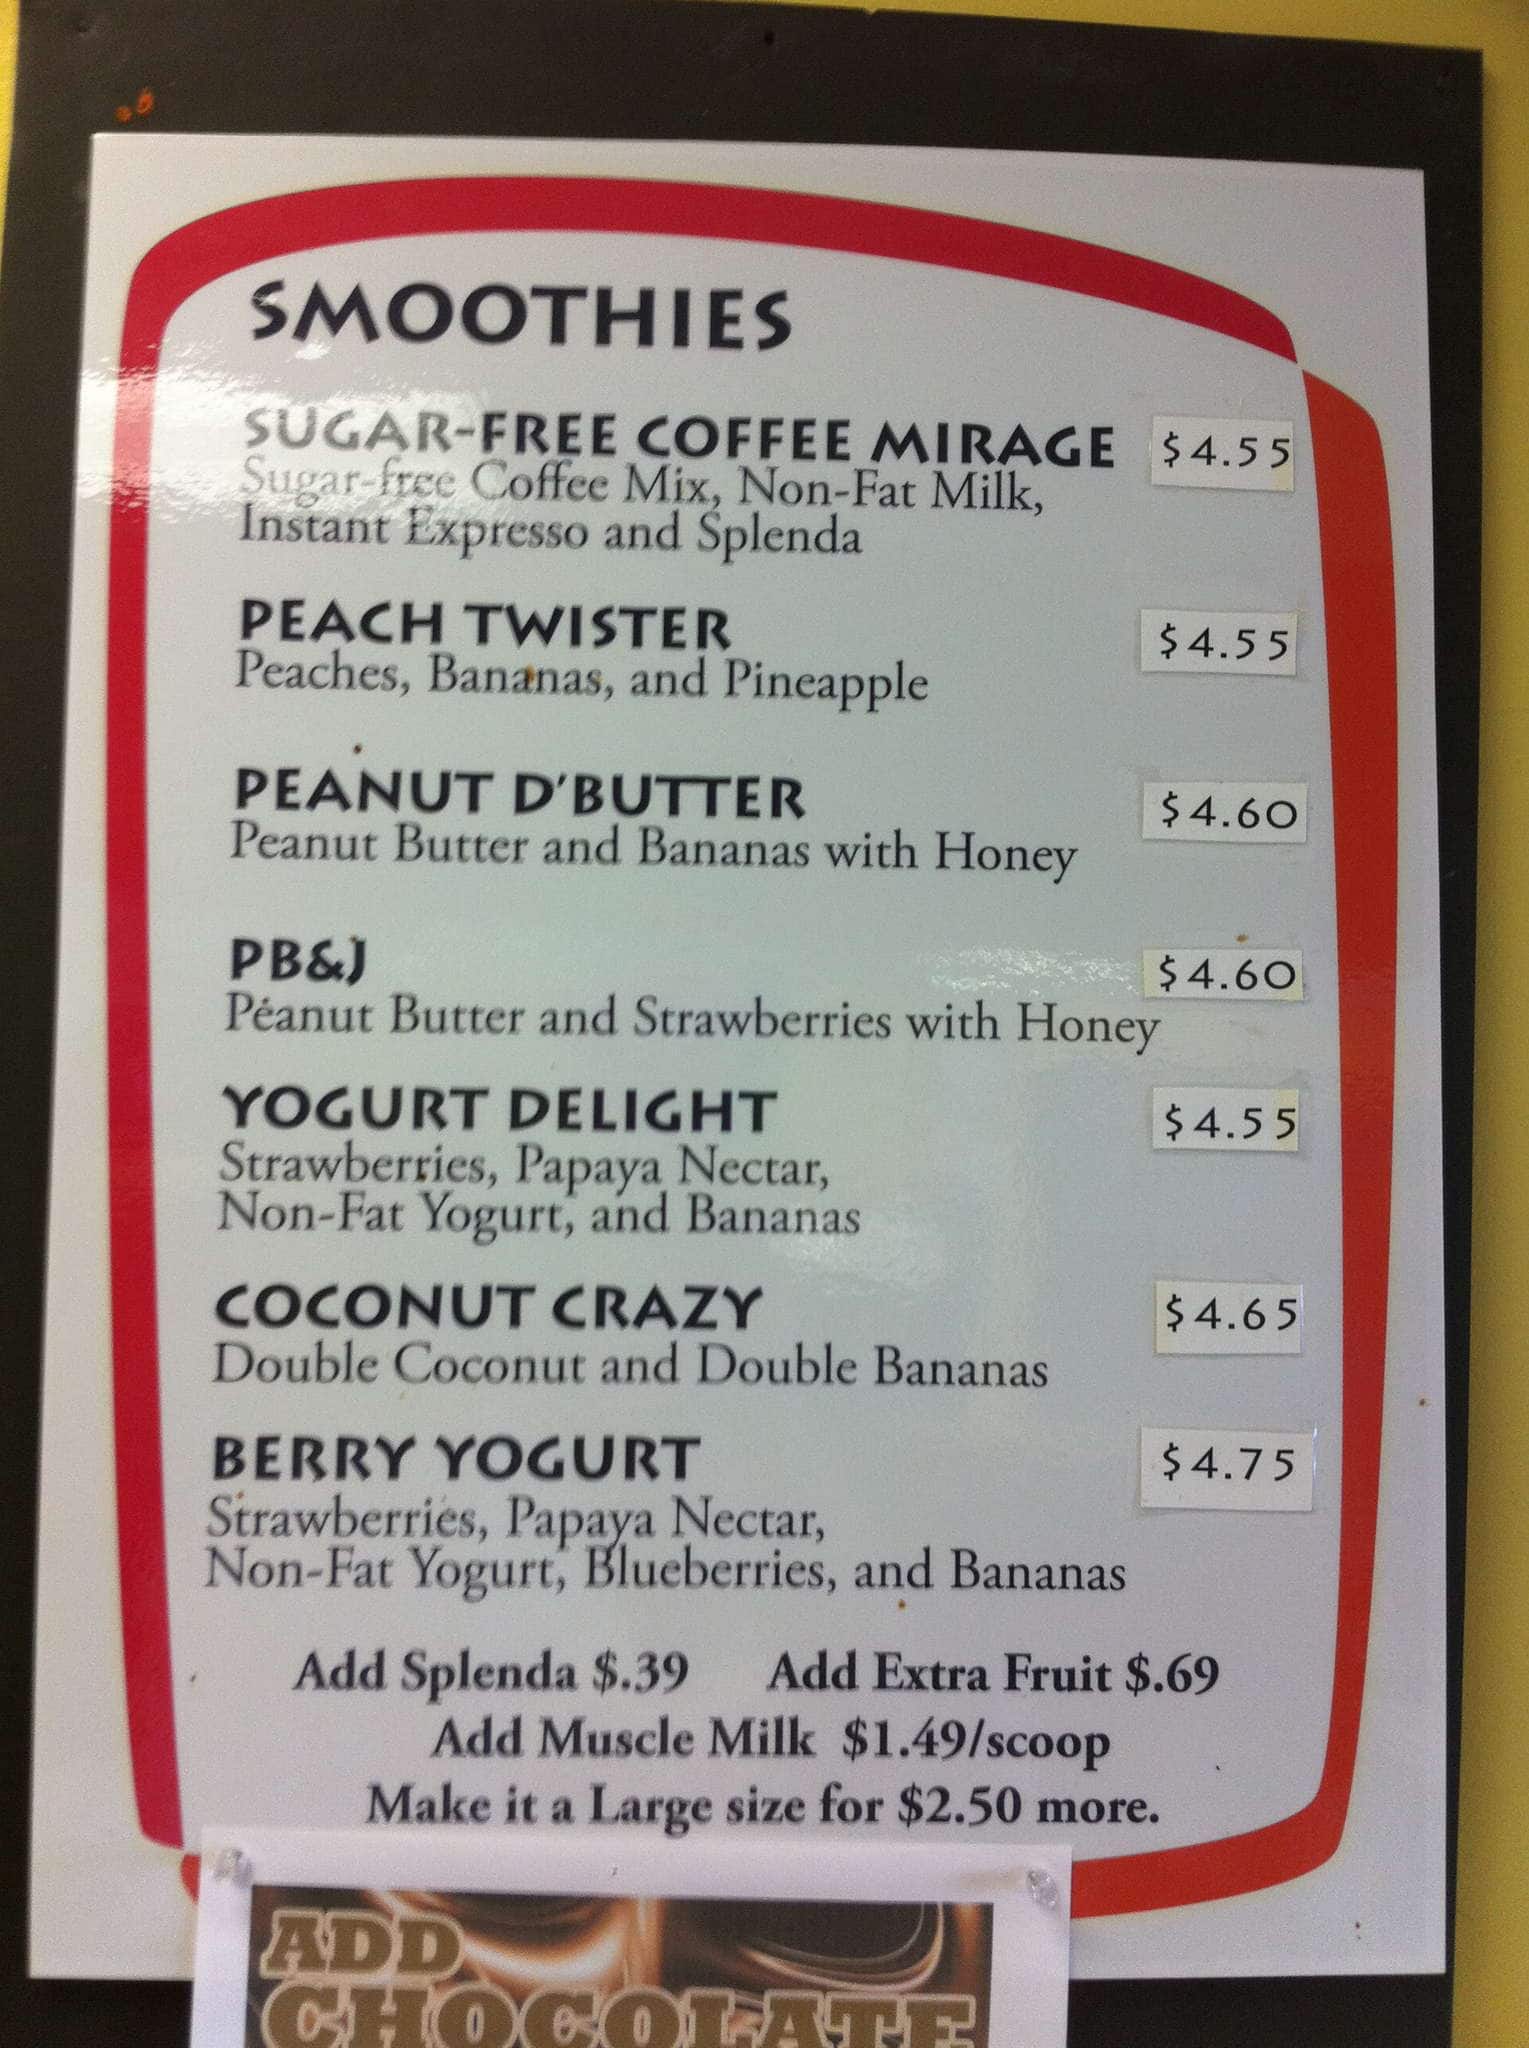 SMOOTHIES
SUGAR-FREE COFFEE MIRAGE $4.55
Sugar-free Coffee Mix, Non-Fat Milk,
Instant Expresso and Splenda
PEACH TWISTER $4.55
Peaches, Bananas, and Pineapple
PEANUT D'BUTTER $4.60
Peanut Butter and Bananas with Honey
PB&J $4.60
Peanut Butter and Strawberries with Honey
YOGURT DELIGHT $4.55
Strawberries, Papaya Nectar,
Non-Fat Yogurt, and Bananas
COCONUT CRAZY $4.65
Double Coconut and Double Bananas
BERRY YOGURT $4.75
Strawberries, Papaya Nectar,
Non-Fat Yogurt, Blueberries, and Bananas
Add Splenda $.39 Add Extra Fruit $.69
Add Muscle Milk $1.49/scoop
Make it a Large size for $2.50 more.
ADD
CHOCOLATE